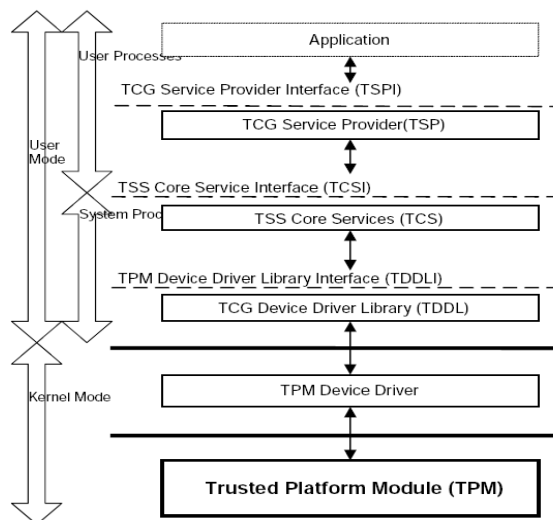 Application
User Processes
TCG Service Provider Interface (TSPI)
TCG Service Provider(TSP)
User
Mode
TSS Core Service Interface (TCSI)
System Proc
TSS Core Services (TCS)
TPM Device Driver Library Interface (TDDLI)
TCG Device Driver Library (TDDL)
TPM Device Driver
Kernel Mode
Trusted Platform Module (TPM)